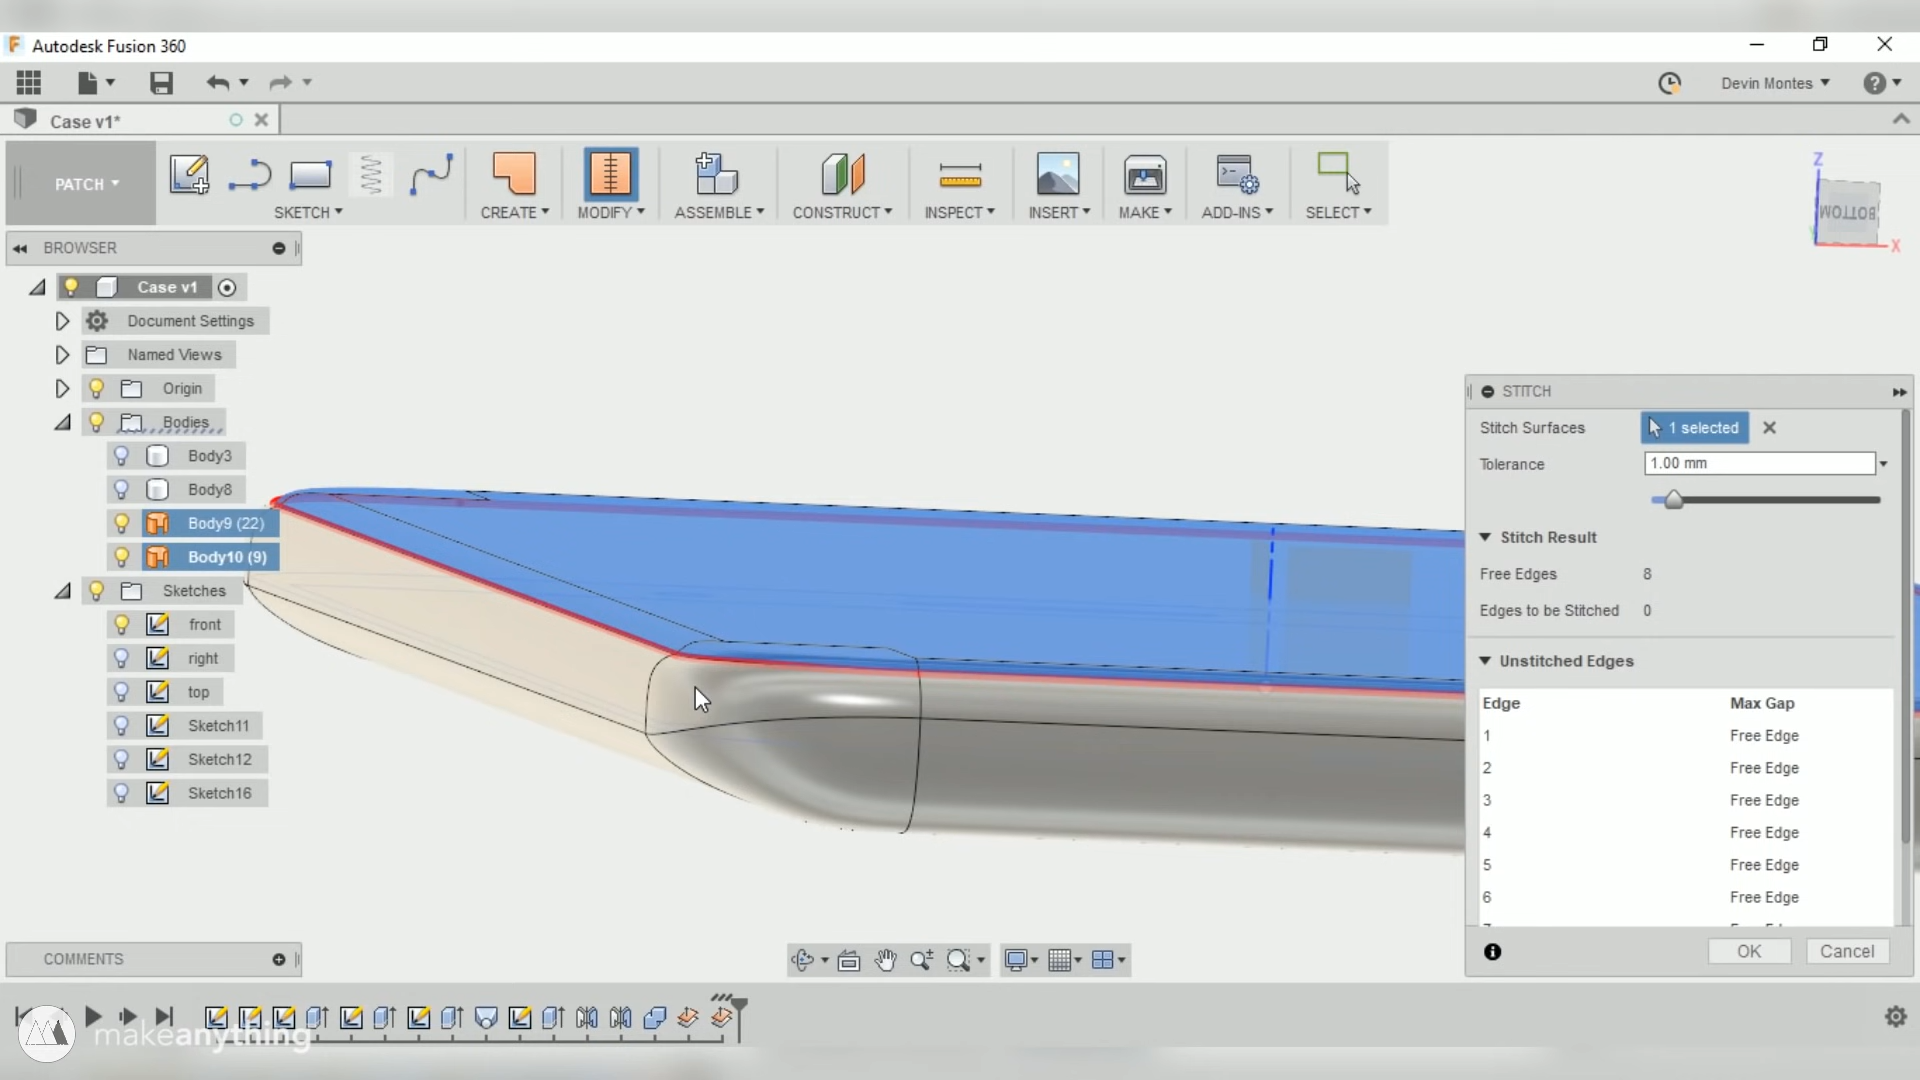 Autodesk Fusion 360
Devin Montes
Case v1*
PATCH
SKETCH
CREATE
MODIFY
ASSEMBLE
CONSTRUCT
INSPECT
INSERT
MAKE
ADD-INS
SELECT
Z
BOTTOM
X
BROWSER
Case v1
Document Settings
Named Views
Origin
Bodies
Body3
Body8
Body9 (22)
Body10 (9)
Sketches
front
right
top
Sketch11
Sketch12
Sketch16
STITCH
Stitch Surfaces 1 selected
Tolerance 1.00 mm
Stitch Result
Free Edges 8
Edges to be Stitched 0
Unstitched Edges
Edge Max Gap
1 Free Edge
2 Free Edge
3 Free Edge
4 Free Edge
5 Free Edge
6 Free Edge
OK Cancel
COMMENTS
makeanything